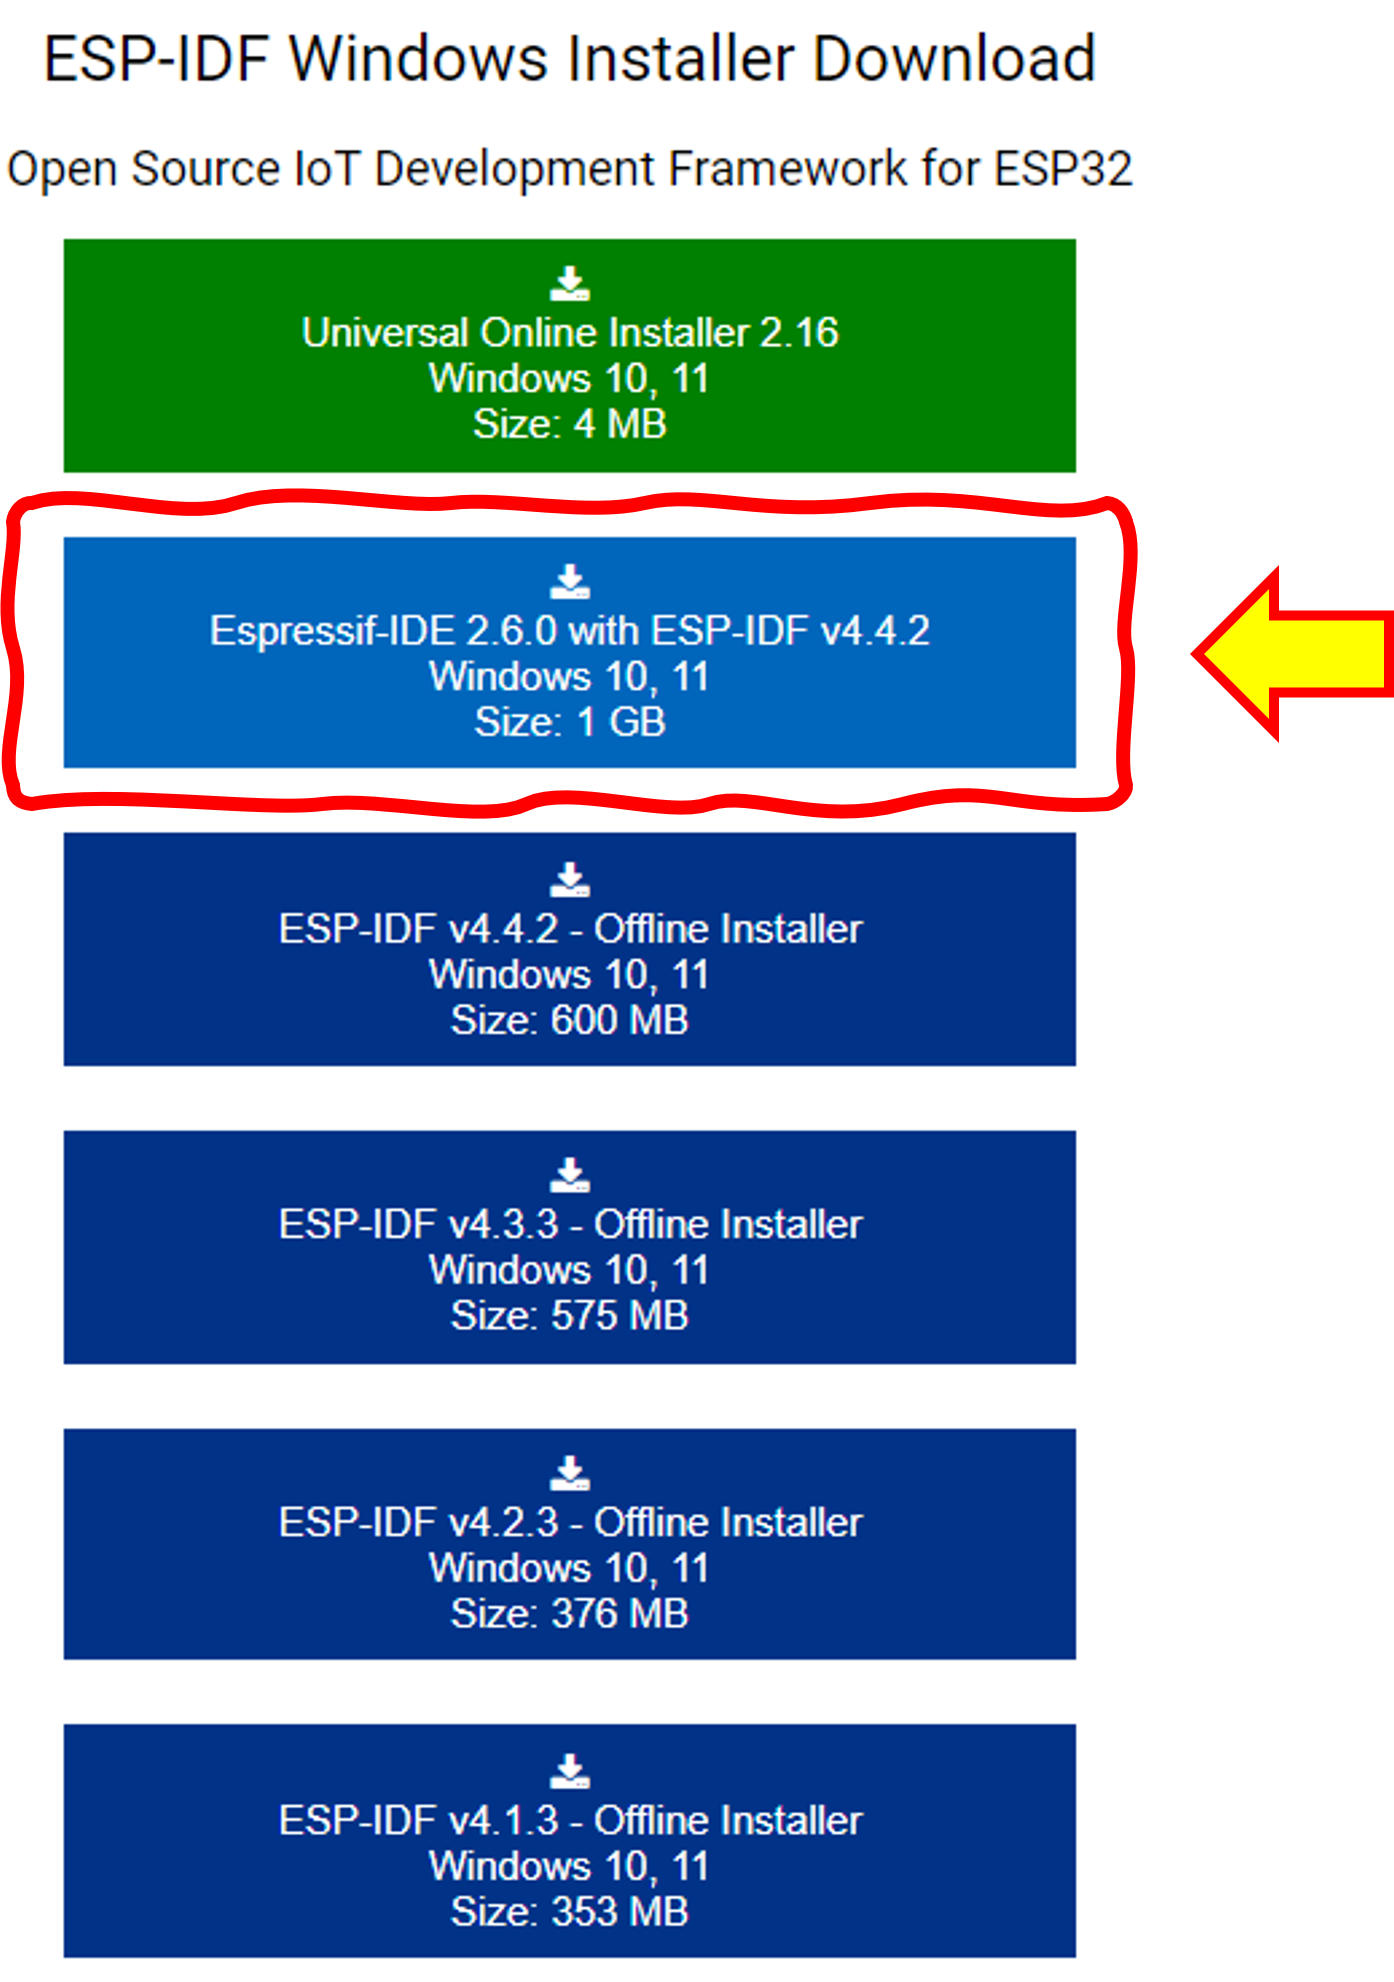 ESP-IDF Windows Installer Download
Open Source IoT Development Framework for ESP32
Universal Online Installer 2.16
Windows 10, 11
Size: 4 MB
Espressif-IDE 2.6.0 with ESP-IDF v4.4.2
Windows 10, 11
Size: 1 GB
ESP-IDF v4.4.2 - Offline Installer
Windows 10, 11
Size: 600 MB
ESP-IDF v4.3.3 - Offline Installer
Windows 10, 11
Size: 575 MB
ESP-IDF v4.2.3 - Offline Installer
Windows 10, 11
Size: 376 MB
ESP-IDF v4.1.3 - Offline Installer
Windows 10, 11
Size: 353 MB